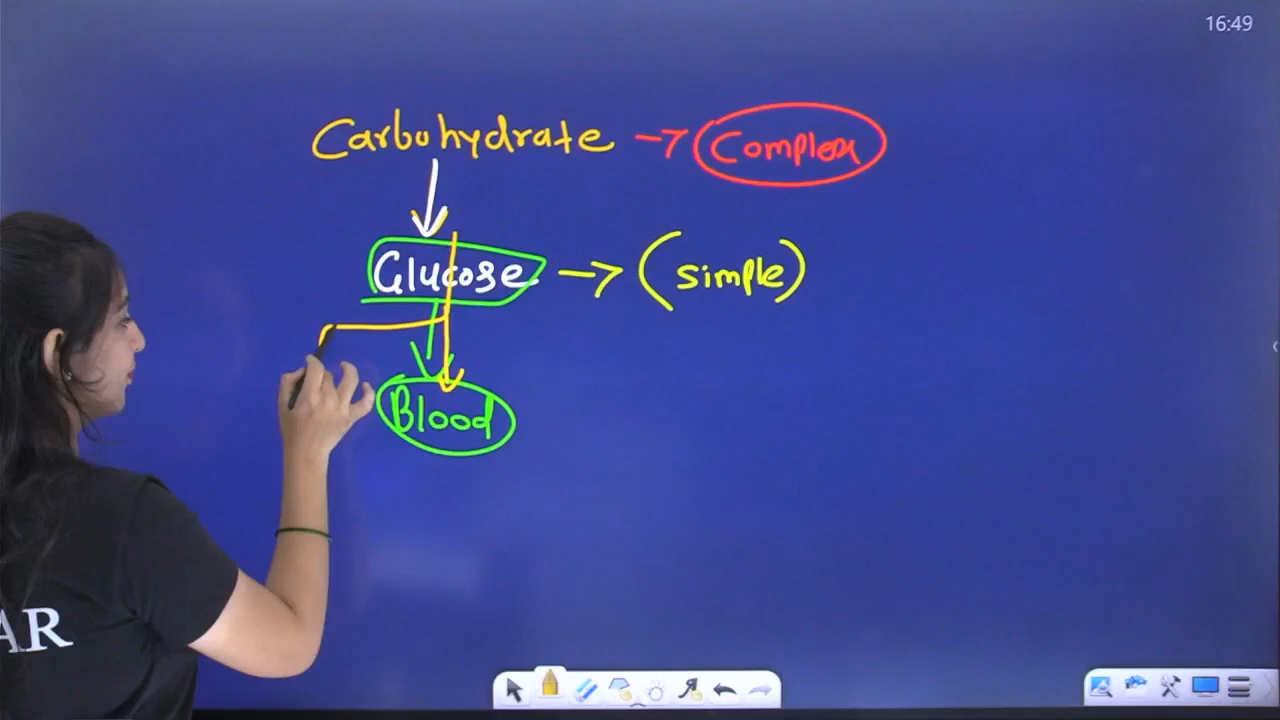 16:49
Carbohydrate → Complex
Glucose → (simple)
Blood
AR